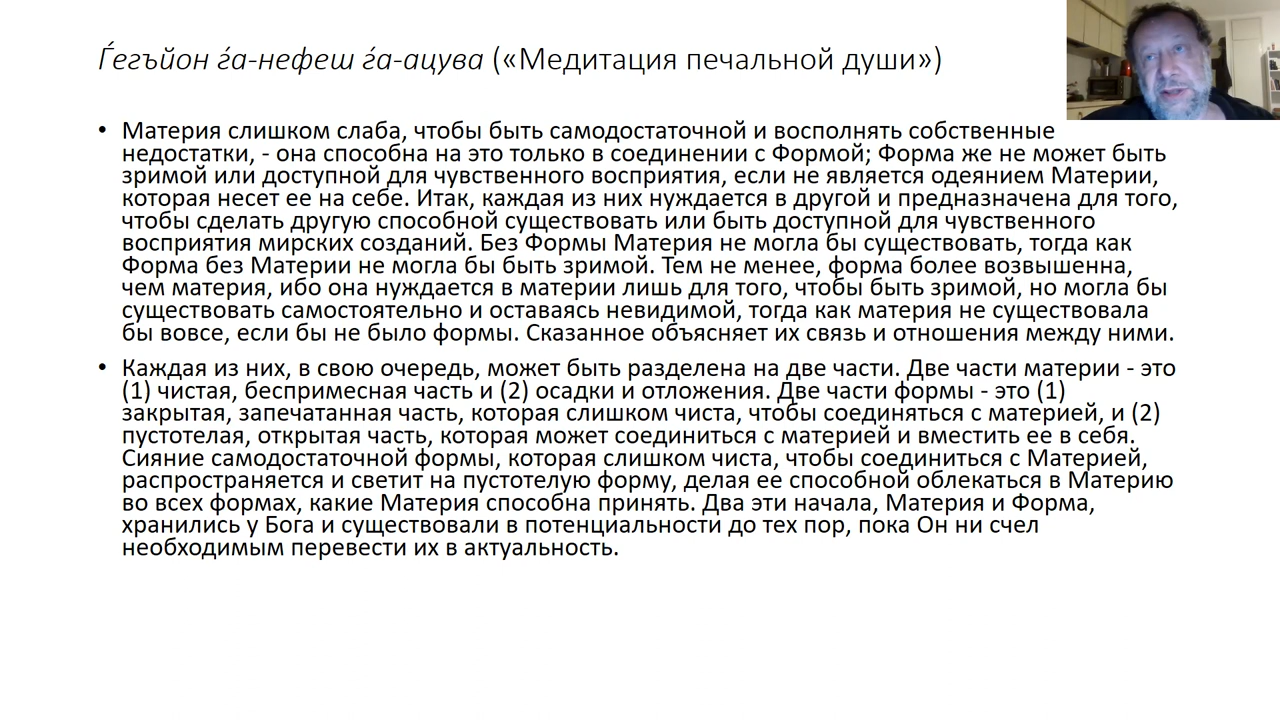 Ѓегъйон ѓа-нефеш ѓа-ацува («Медитация печальной души»)
• Материя слишком слаба, чтобы быть самодостаточной и восполнять собственные
недостатки, - она способна на это только в соединении с Формой; Форма же не может быть
зримой или доступной для чувственного восприятия, если не является одеянием Материи,
которая несет ее на себе. Итак, каждая из них нуждается в другой и предназначена для того,
чтобы сделать другую способной существовать или быть доступной для чувственного
восприятия мирских созданий. Без Формы Материя не могла бы существовать, тогда как
Форма без Материи не могла бы быть зримой. Тем не менее, форма более возвышенна,
чем материя, ибо она нуждается в материи лишь для того, чтобы быть зримой, но могла бы
существовать самостоятельно и оставаясь невидимой, тогда как материя не существовала
бы вовсе, если бы не было формы. Сказанное объясняет их связь и отношения между ними.
• Каждая из них, в свою очередь, может быть разделена на две части. Две части материи - это
(1) чистая, беспримесная часть и (2) осадки и отложения. Две части формы - это (1)
закрытая, запечатанная часть, которая слишком чиста, чтобы соединяться с материей, и (2)
пустотелая, открытая часть, которая может соединиться с материей и вместить ее в себя.
Сияние самодостаточной формы, которая слишком чиста, чтобы соединиться с Материей,
распространяется и светит на пустотелую форму, делая ее способной облекаться в Материю
во всех формах, какие Материя способна принять. Два эти начала, Материя и Форма,
хранились у Бога и существовали в потенциальности до тех пор, пока Он ни счел
необходимым перевести их в актуальность.